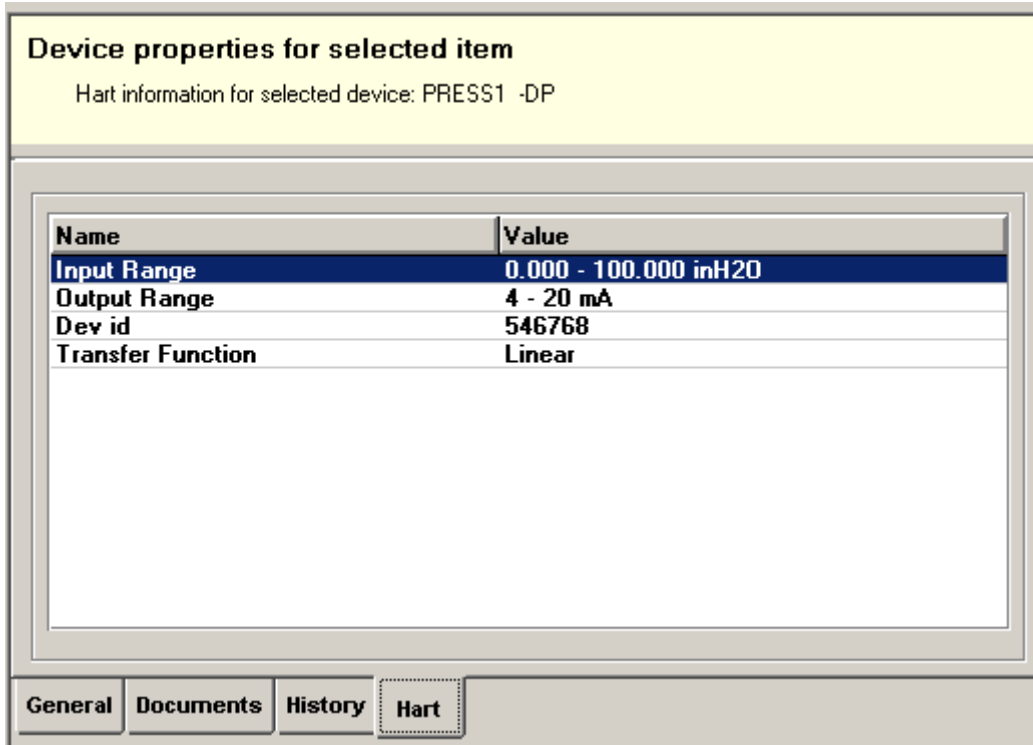 Device properties for selected item
Hart information for selected device: PRESS1 -DP
Name Value
Input Range 0.000 - 100.000 inH2O
Output Range 4 - 20 mA
Dev id 546768
Transfer Function Linear
General Documents History Hart